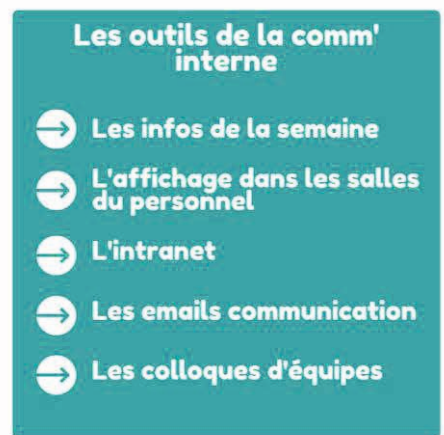 Les outils de la comm'
interne
Les infos de la semaine
L'affichage dans les salles
du personnel
L'intranet
Les emails communication
Les colloques d'équipes